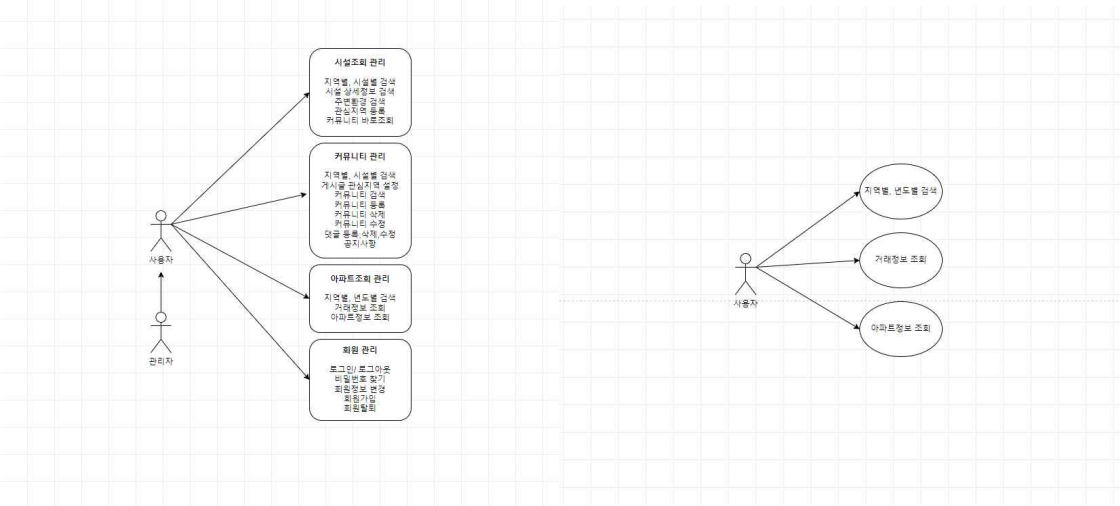 시설조회 관리
지역별, 시설별 검색
시설 상세정보 검색
주변환경 검색
관심지역 등록
커뮤니티 바로조회
커뮤니티 관리
지역별, 시설별 검색
게시글 관심지역 설정
커뮤니티 검색
커뮤니티 등록
커뮤니티 삭제
커뮤니티 수정
댓글 등록,삭제,수정
공지사항
아파트조회 관리
지역별, 년도별 검색
거래정보 조회
아파트정보 조회
회원 관리
로그인/ 로그아웃
비밀번호 찾기
회원정보 변경
회원가입
회원탈퇴
사용자
관리자
지역별, 년도별 검색
거래정보 조회
아파트정보 조회
사용자